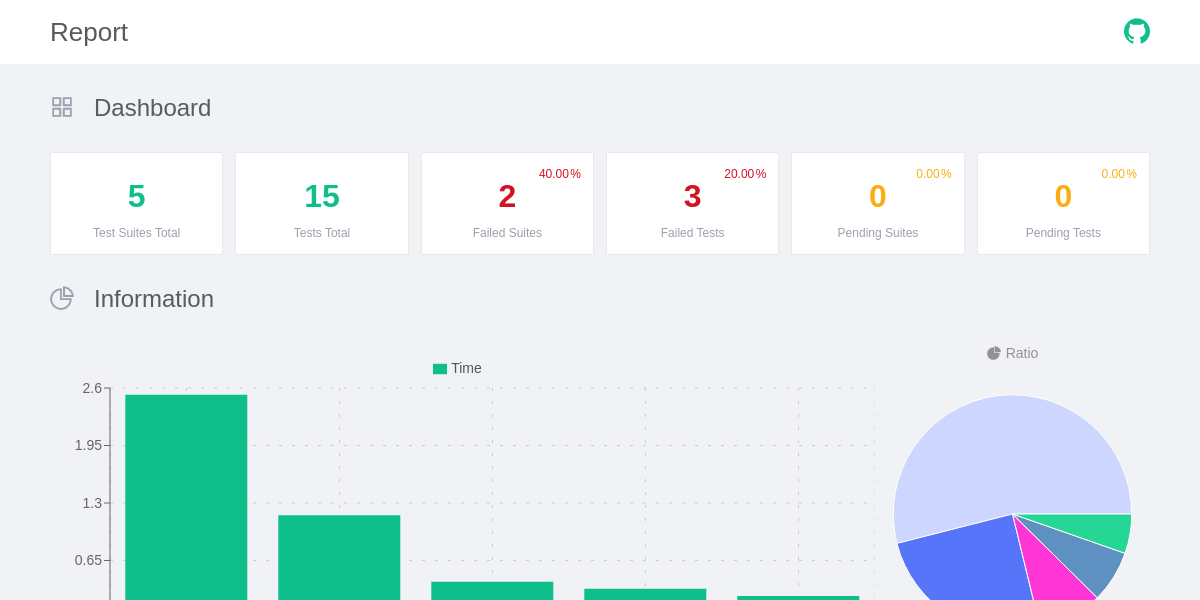 Report
Dashboard
5
Test Suites Total
15
Tests Total
40.00%
2
Failed Suites
20.00%
3
Failed Tests
0.00%
0
Pending Suites
0.00%
0
Pending Tests
Information
Time
2.6
1.95
1.3
0.65
Ratio